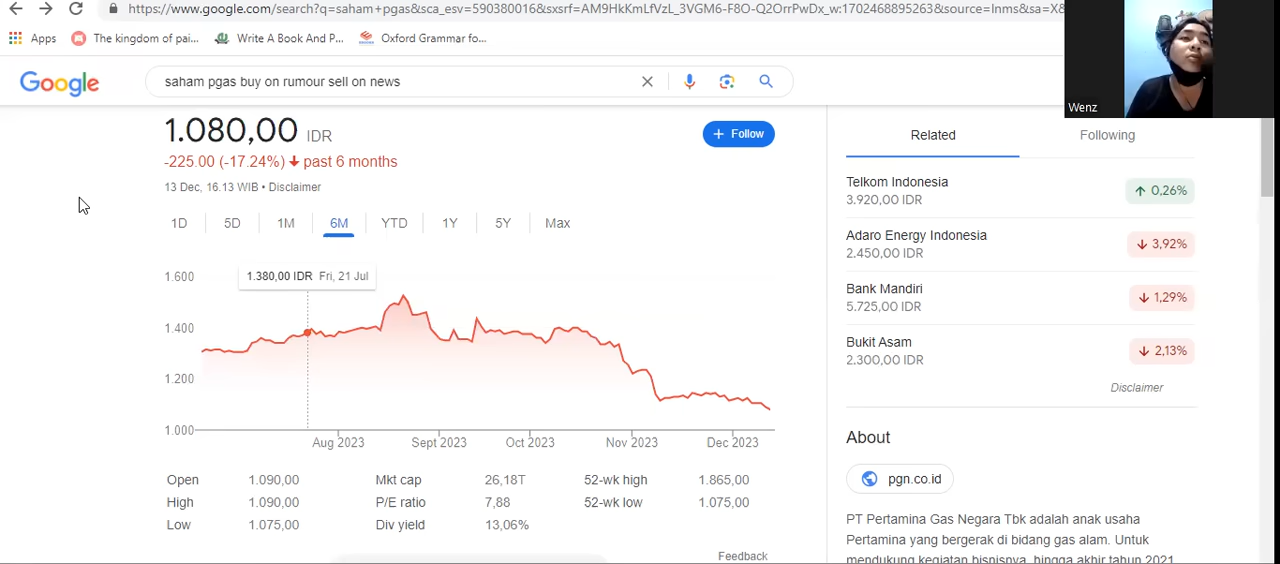 https://www.google.com/search?q=saham+pgas&sca_esv=590380016&sxsrf=AM9HkKmLfVzL_3VGM6-F8O-Q2OrrPwDx_w:1702468895263&source=lnms&sa=X&
Apps The kingdom of pai... Write A Book And P... Oxford Grammar fo...
Google saham pgas buy on rumour sell on news
Wenz
1.080,00 IDR
+ Follow
-225.00 (-17.24%) past 6 months
13 Dec, 16.13 WIB • Disclaimer
1D 5D 1M 6M YTD 1Y 5Y Max
1.380,00 IDR Fri, 21 Jul
1.600
1.400
1.200
1.000
Aug 2023 Sept 2023 Oct 2023 Nov 2023 Dec 2023
Open 1.090,00 Mkt cap 26,18T 52-wk high 1.865,00
High 1.090,00 P/E ratio 7,88 52-wk low 1.075,00
Low 1.075,00 Div yield 13,06%
Feedback
Related Following
Telkom Indonesia
3.920,00 IDR
0,26%
Adaro Energy Indonesia
2.450,00 IDR
3,92%
Bank Mandiri
5.725,00 IDR
1,29%
Bukit Asam
2.300,00 IDR
2,13%
Disclaimer
About
pgn.co.id
PT Pertamina Gas Negara Tbk adalah anak usaha
Pertamina yang bergerak di bidang gas alam. Untuk
mendukung kegiatan bisnisnya, hingga akhir tahun 2021